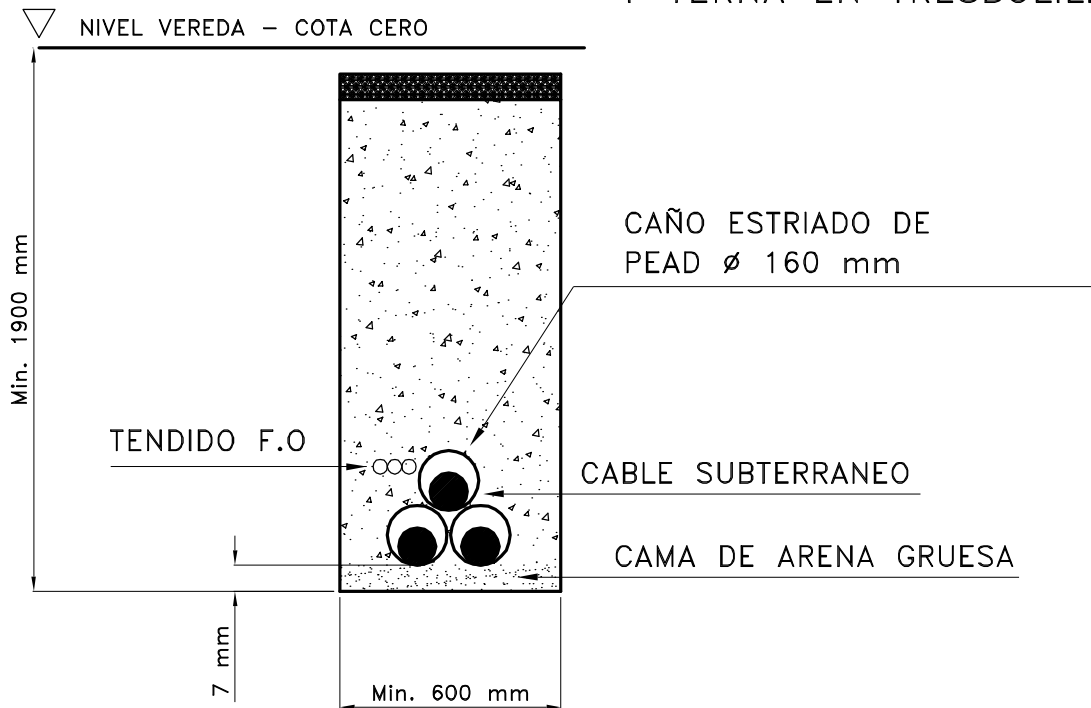 NIVEL VEREDA – COTA CERO
CAÑO ESTRIADO DE
PEAD ø 160 mm
Min. 1900 mm
TENDIDO F.O
CABLE SUBTERRANEO
CAMA DE ARENA GRUESA
7 mm
Min. 600 mm